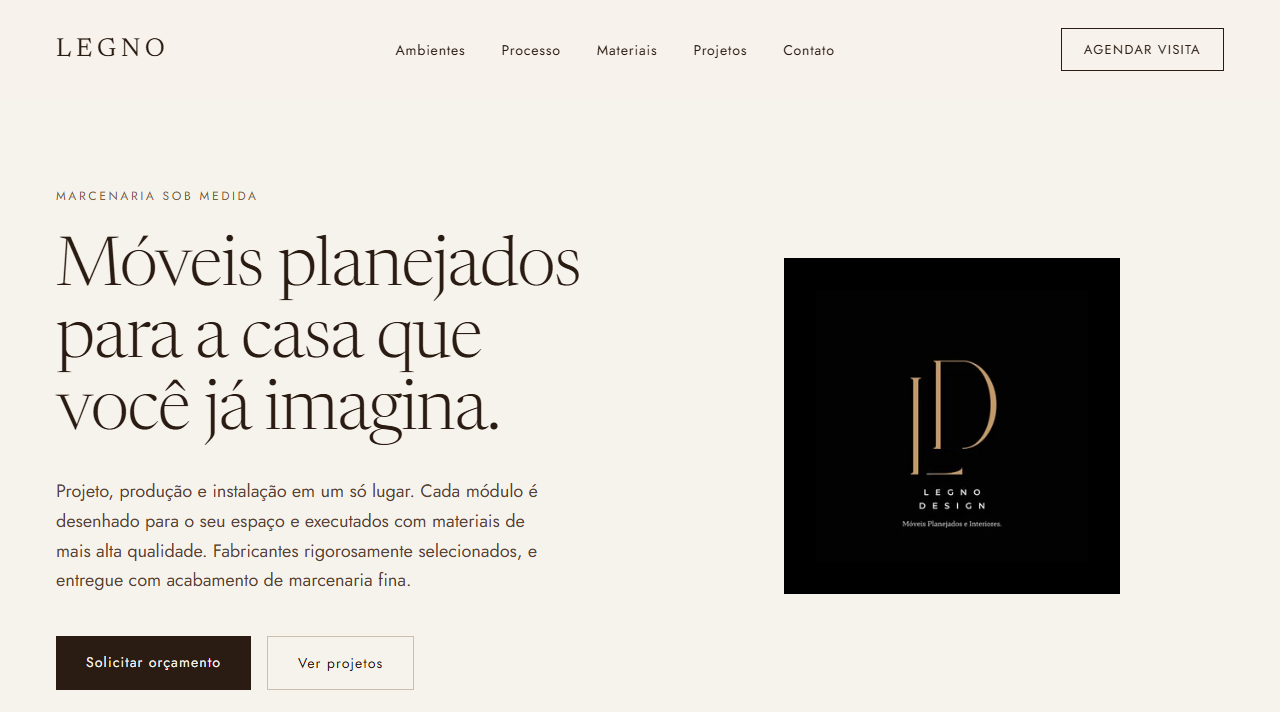 LEGNO
Ambientes
Processo
Materiais
Projetos
Contato
AGENDAR VISITA
MARCENARIA SOB MEDIDA
Móveis planejados
para a casa que
você já imagina.
Projeto, produção e instalação em um só lugar. Cada módulo é
desenhado para o seu espaço e executados com materiais de
mais alta qualidade. Fabricantes rigorosamente selecionados, e
entregue com acabamento de marcenaria fina.
Solicitar orçamento
Ver projetos
LD
LEGNO
DESIGN
Móveis Planejados e Interiores.